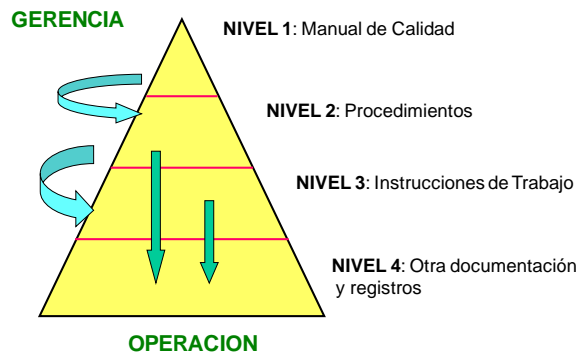 GERENCIA
NIVEL 1: Manual de Calidad
NIVEL 2: Procedimientos
NIVEL 3: Instrucciones de Trabajo
NIVEL 4: Otra documentación
y registros
OPERACION